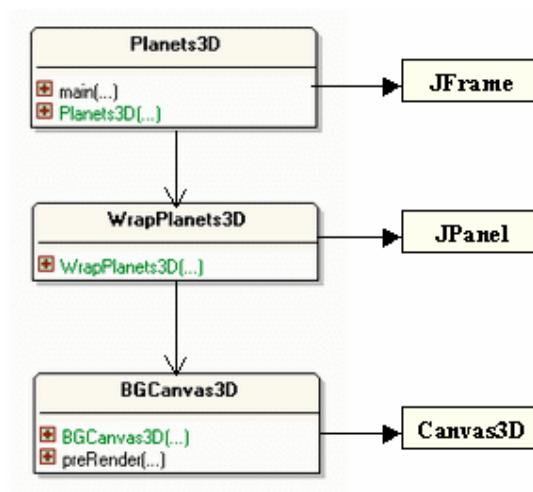 Planets3D
main(...)
Planets3D(...)
JFrame
WrapPlanets3D
WrapPlanets3D(...)
JPanel
BGCanvas3D
BGCanvas3D(...)
preRender(...)
Canvas3D